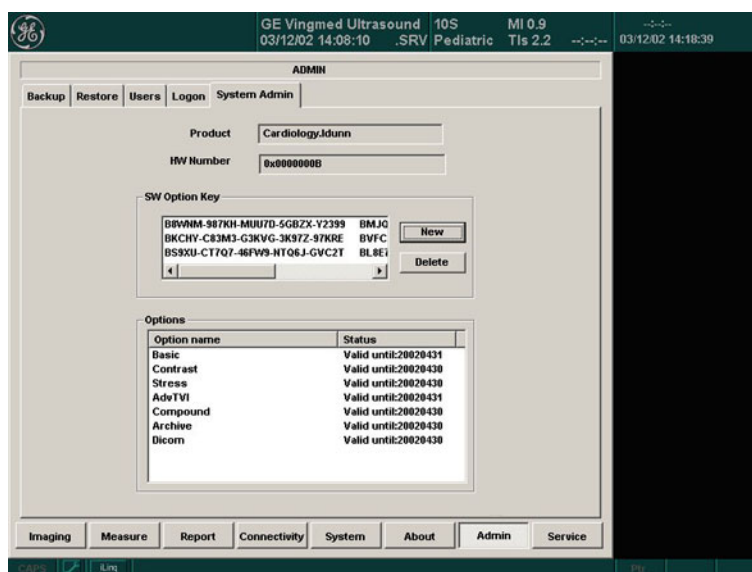 GE Vingmed Ultrasound 10S MI 0.9 --:--:--
03/12/02 14:08:10 .SRV Pediatric TIs 2.2 --:--:-- 03/12/02 14:18:39
ADMIN
Backup Restore Users Logon System Admin
Product Cardiology.Idunn
HW Number 0x0000000B
SW Option Key
B8WNM-987KH-MUU7D-5GBZX-Y2399 BMJQ
BKCHY-C83M3-G3KVG-3K97Z-97KRE BVFC
BS9XU-CT7Q7-46FW9-NTQ6J-GVC2T
New
Delete
Options
Option name Status
Basic Valid until:20020431
Contrast Valid until:20020430
Stress Valid until:20020430
AdvTVI Valid until:20020431
Compound Valid until:20020430
Archive Valid until:20020430
Dicom Valid until:20020430
Imaging Measure Report Connectivity System About Admin Service
CAPS iLinq